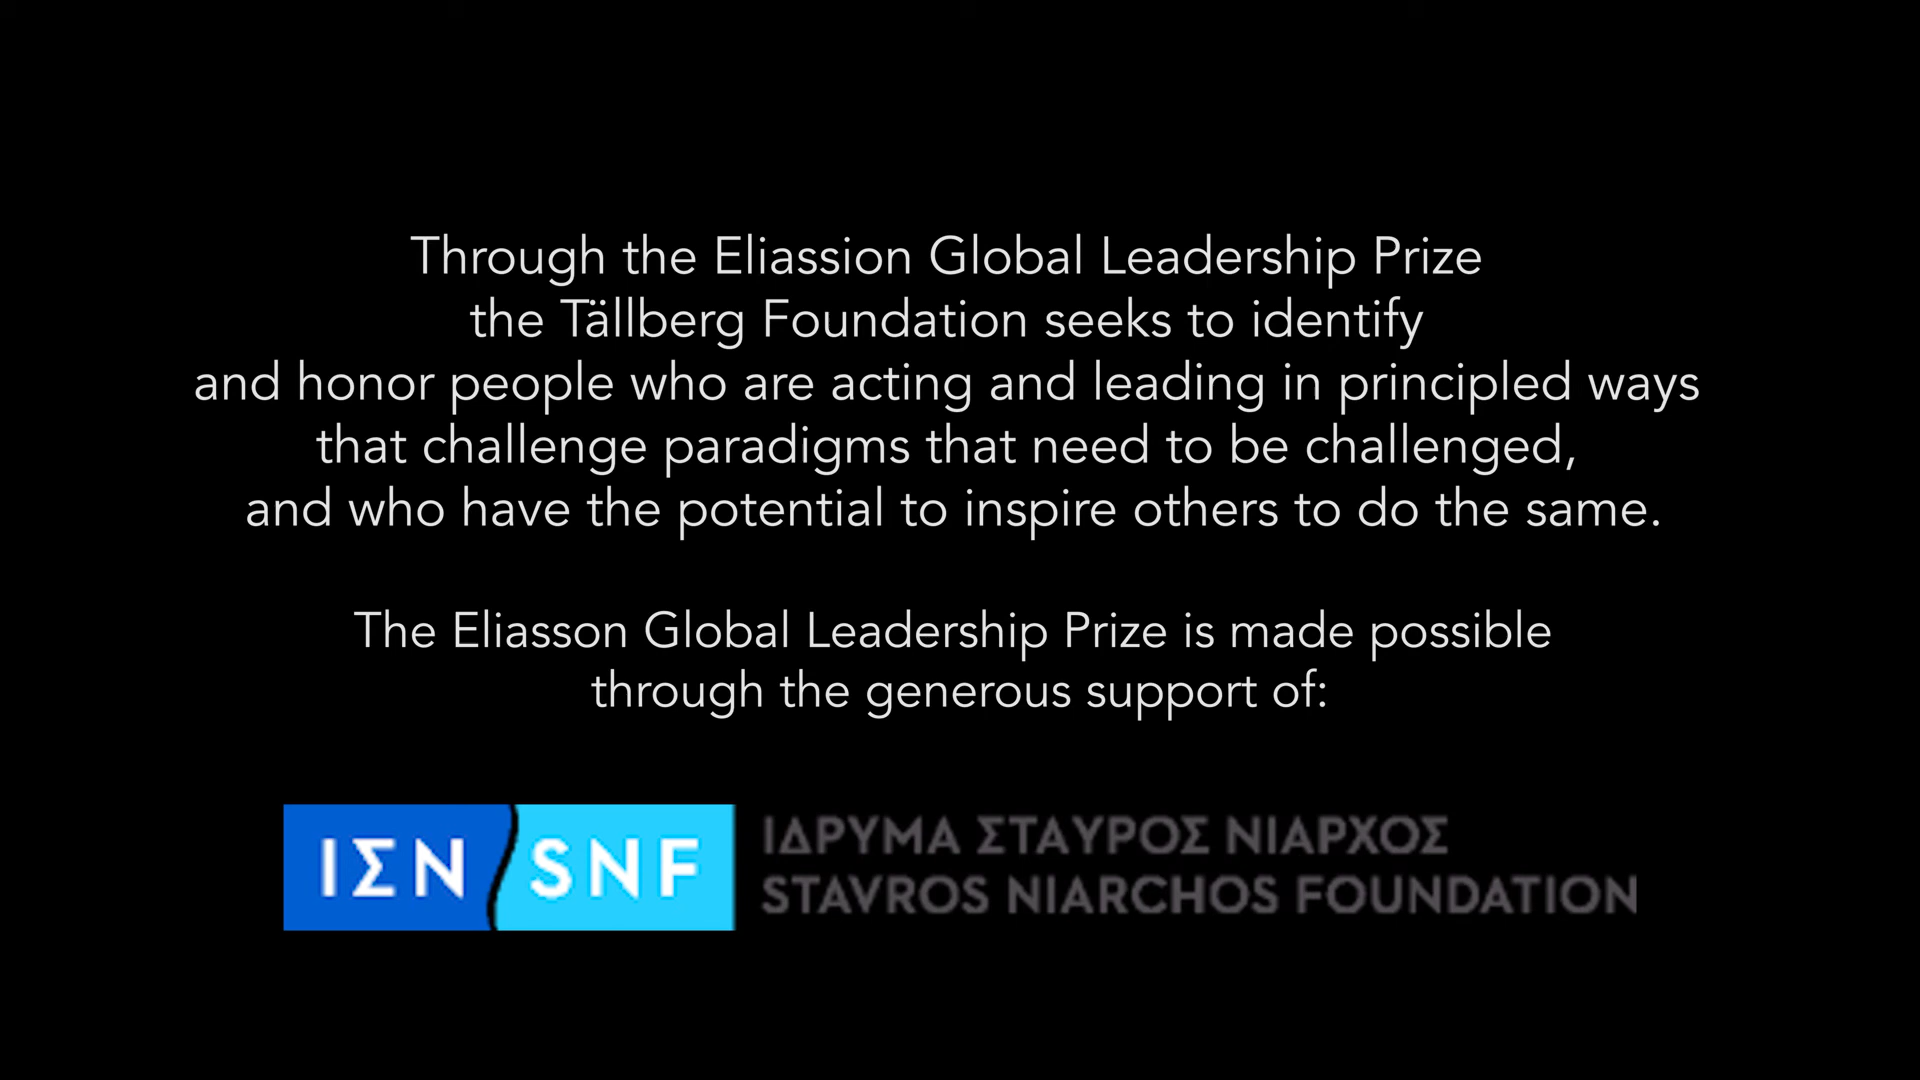 Through the Eliassion Global Leadership Prize
the Tällberg Foundation seeks to identify
and honor people who are acting and leading in principled ways
that challenge paradigms that need to be challenged,
and who have the potential to inspire others to do the same.
The Eliasson Global Leadership Prize is made possible
through the generous support of:
ΙΣΝ SNF
ΙΔΡΥΜΑ ΣΤΑΥΡΟΣ ΝΙΑΡΧΟΣ
STAVROS NIARCHOS FOUNDATION